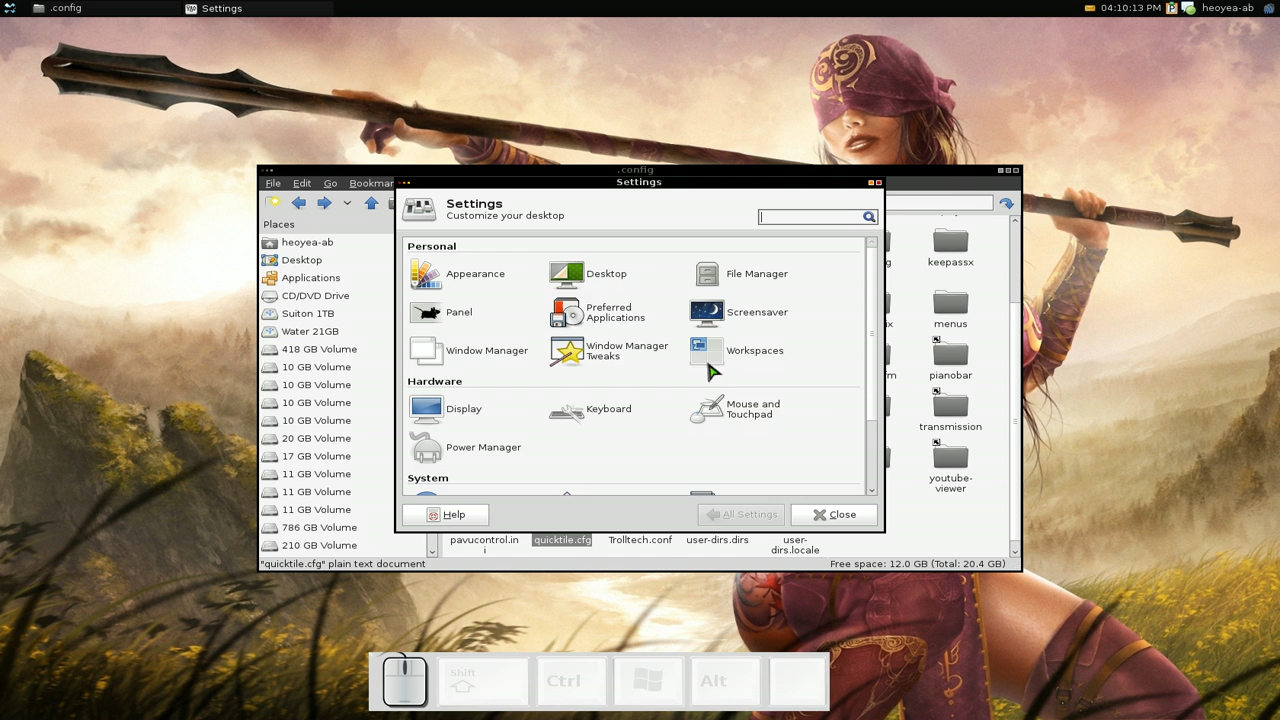 .config
Settings
04:10:13 PM
heoyea-ab
.config
File Edit Go Bookmar
Settings
Settings
Customize your desktop
Places
heoyea-ab
Desktop
Applications
CD/DVD Drive
Suiton 1TB
Water 21GB
418 GB Volume
10 GB Volume
10 GB Volume
10 GB Volume
10 GB Volume
20 GB Volume
17 GB Volume
11 GB Volume
11 GB Volume
11 GB Volume
786 GB Volume
210 GB Volume
Personal
Appearance
Desktop
File Manager
Panel
Preferred
Applications
Screensaver
Window Manager
Window Manager
Tweaks
Workspaces
Hardware
Display
Keyboard
Mouse and
Touchpad
Power Manager
System
Help
All Settings
Close
g
keepassx
ix
menus
fm
pianobar
transmission
youtube-
viewer
pavucontrol.in
i
quicktile.cfg
Trolltech.conf
user-dirs.dirs
user-
dirs.locale
"quicktile.cfg" plain text document
Free space: 12.0 GB (Total: 20.4 GB)
Shift
Ctrl
Alt